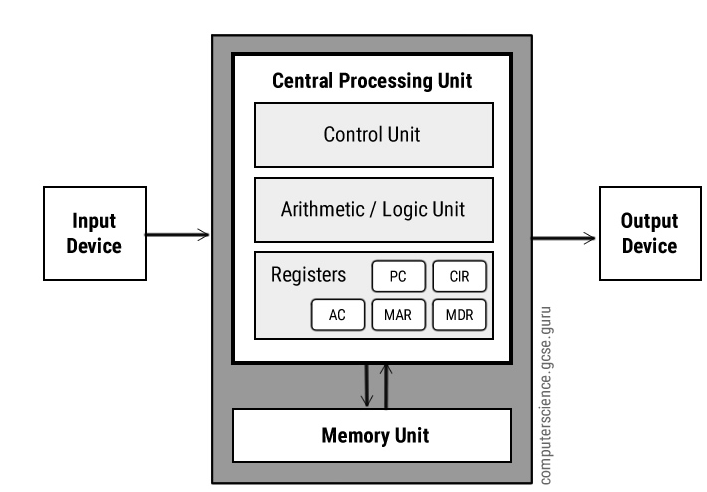 Central Processing Unit
Control Unit
Arithmetic / Logic Unit
Input
Device
Output
Device
Registers PC CIR
AC MAR MDR
Memory Unit
computerscience.gcse.guru